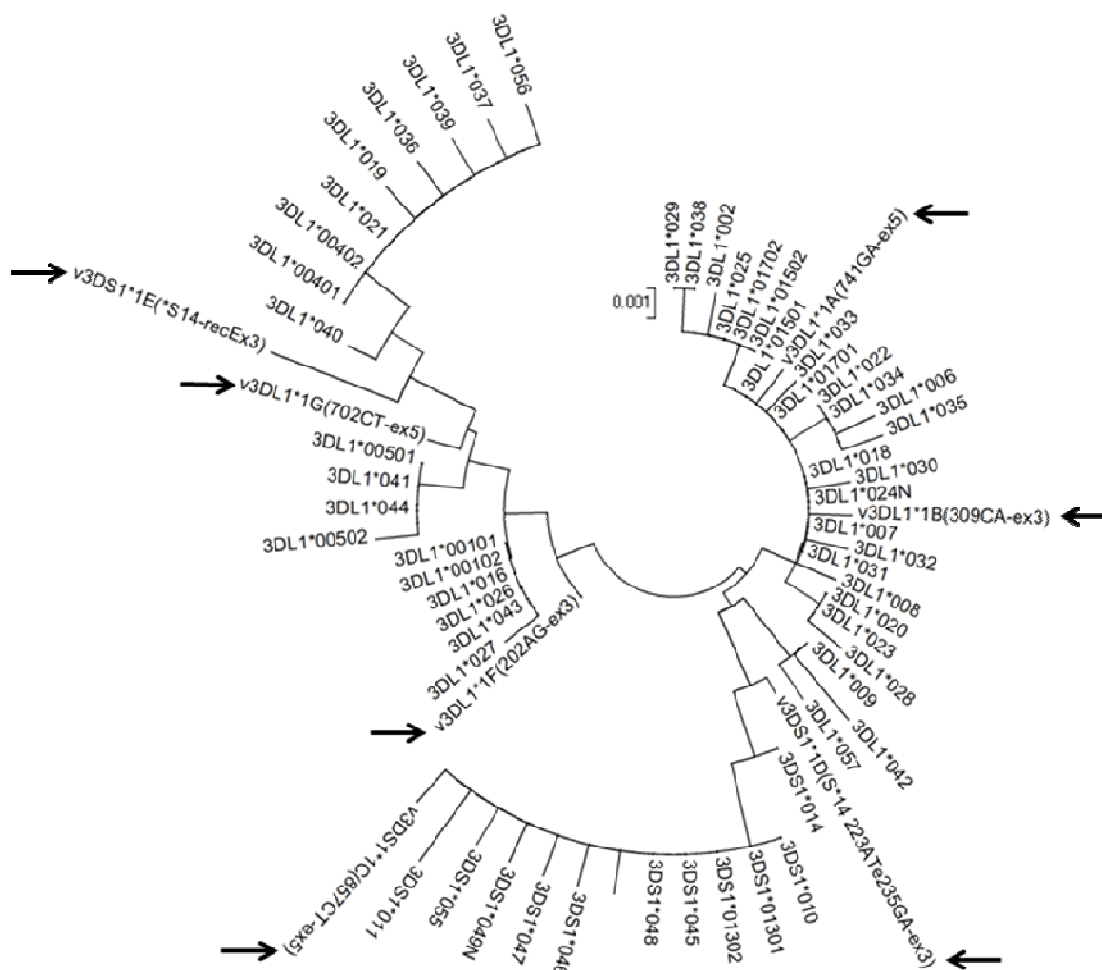 3DL1*056
3DL1*037
3DL1*039
3DL1*036
3DL1*019
3DL1*021
3DL1*00402
3DL1*00401
3DL1*040
v3DS1*1E(*S14-recEx3)
v3DL1*1G(702CT-ex5)
3DL1*00501
3DL1*041
3DL1*044
3DL1*00502
3DL1*00101
3DL1*00102
3DL1*016
3DL1*026
3DL1*043
3DL1*027
v3DL1*1F(202AG-ex3)
0.001
3DL1*029
3DL1*038
3DL1*002
3DL1*025
3DL1*01702
3DL1*01502
3DL1*01501
v3DL1*1A(741GA-ex5)
3DL1*033
3DL1*01701
3DL1*022
3DL1*034
3DL1*006
3DL1*035
3DL1*018
3DL1*030
3DL1*024N
v3DL1*1B(309CA-ex3)
3DL1*007
3DL1*032
3DL1*031
3DL1*008
3DL1*020
3DL1*023
3DL1*028
3DL1*009
3DL1*042
3DL1*057
v3DS1*1D(S*14 223ATe235GA-ex3)
3DS1*014
3DS1*010
3DS1*01301
3DS1*01302
3DS1*045
3DS1*048
3DS1*047
3DS1*049N
3DS1*055
3DS1*011
v3DS1*1C(857CT-ex5)